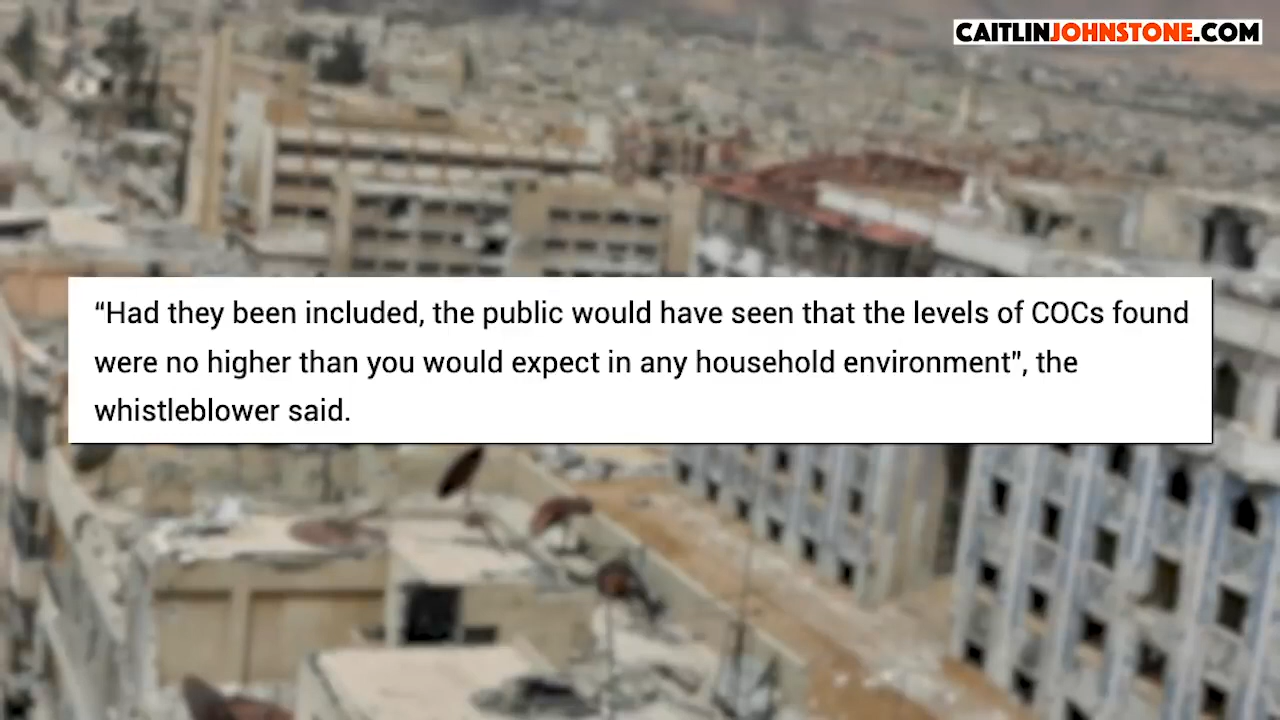 CAITLINJOHNSTONE.COM
“Had they been included, the public would have seen that the levels of COCs found
were no higher than you would expect in any household environment”, the
whistleblower said.